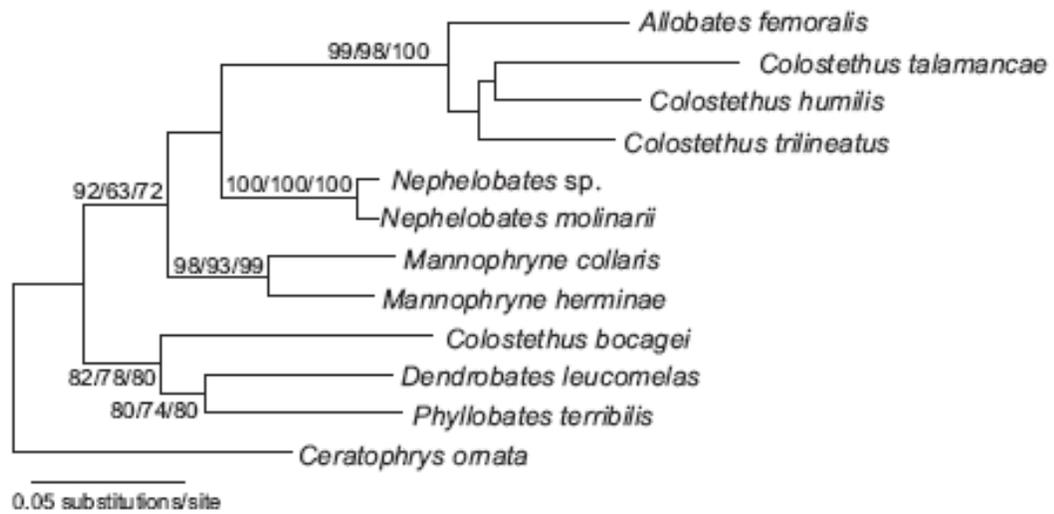 Allobates femoralis
99/98/100
Colostethus talamancae
Colostethus humilis
Colostethus trilineatus
100/100/100
Nephelobates sp.
92/63/72
Nephelobates molinarii
Mannophryne collaris
98/93/99
Mannophryne herminae
Colostethus bocagei
82/78/80
Dendrobates leucomelas
80/74/80
Phyllobates terribilis
Ceratophrys ornata
0.05 substitutions/site